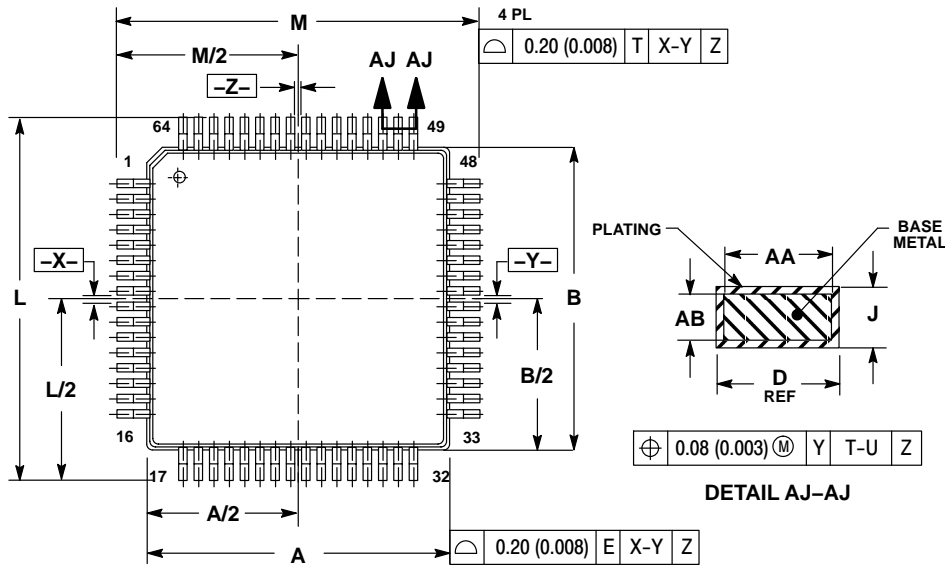 M
4 PL
⌓ 0.20 (0.008) T X–Y Z
M/2
AJ AJ
–Z–
64
49
1
48
–X–
–Y–
PLATING
BASE
METAL
AA
L
B
AB
J
L/2
B/2
D
REF
16
33
⌖ 0.08 (0.003) Ⓜ Y T–U Z
17
32
DETAIL AJ–AJ
A/2
A
⌓ 0.20 (0.008) E X–Y Z